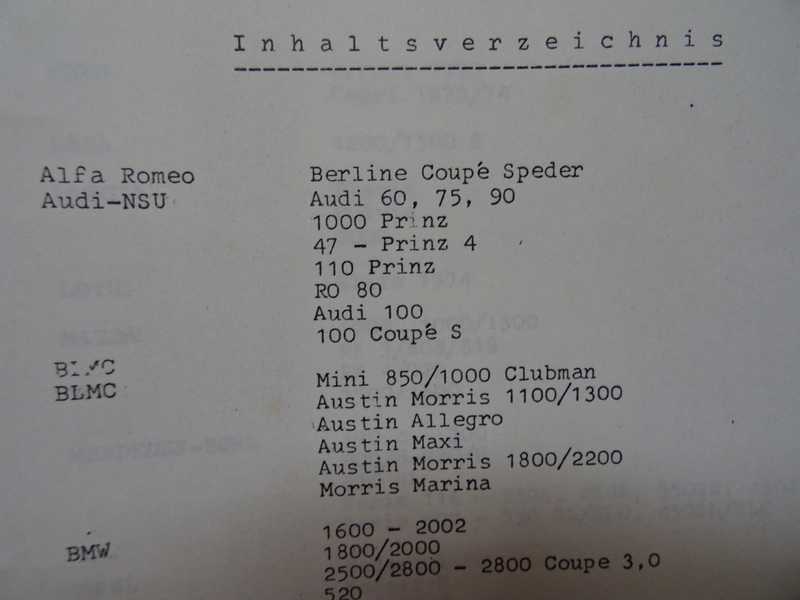 Inhaltsverzeichnis
Alfa Romeo Berline Coupé Speder
Audi-NSU Audi 60, 75, 90
1000 Prinz
47 - Prinz 4
110 Prinz
RO 80
Audi 100
100 Coupé S
BLMC Mini 850/1000 Clubman
BLMC Austin Morris 1100/1300
Austin Allegro
Austin Maxi
Austin Morris 1800/2200
Morris Marina
1600 - 2002
BMW 1800/2000
2500/2800 - 2800 Coupe 3,0
520